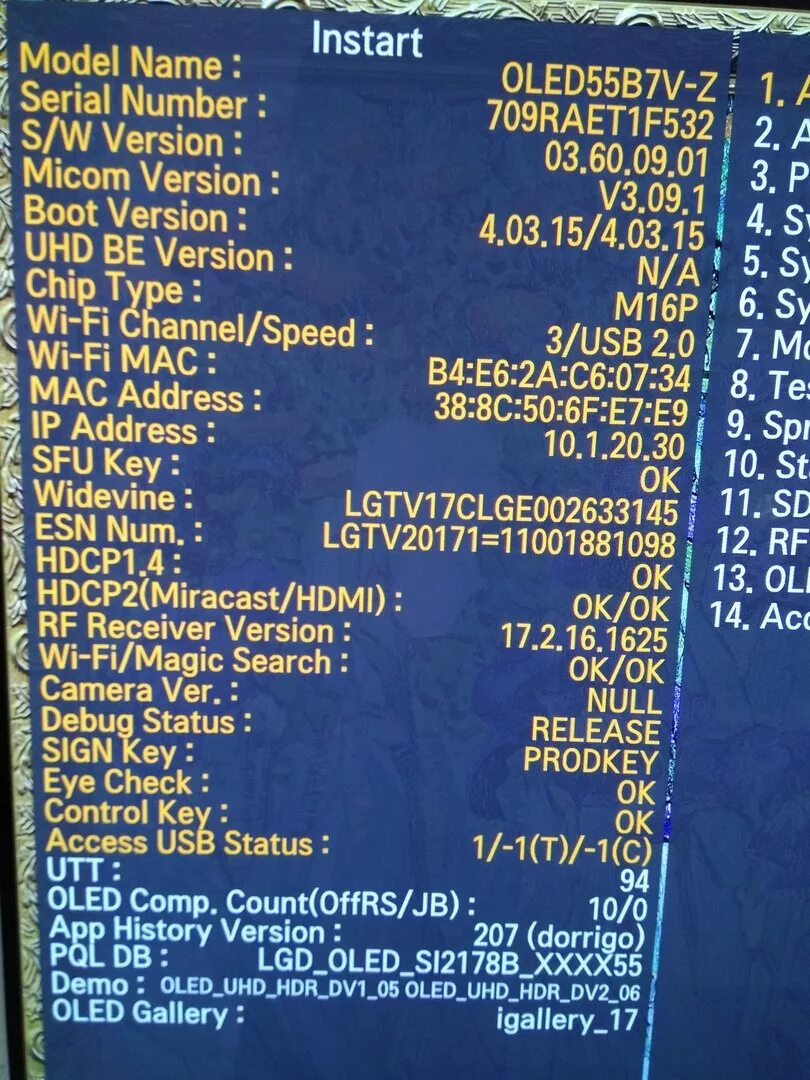 Instart
Model Name : OLED55B7V-Z
Serial Number : 709RAET1F532
S/W Version : 03.60.09.01
Micom Version : V3.09.1
Boot Version : 4.03.15/4.03.15
UHD BE Version : N/A
Chip Type : M16P
Wi-Fi Channel/Speed : 3/USB 2.0
Wi-Fi MAC : B4:E6:2A:C6:07:34
MAC Address : 38:8C:50:6F:E7:E9
IP Address : 10.1.20.30
SFU Key : OK
Widevine : LGTV17CLGE002633145
ESN Num. : LGTV20171=11001881098
HDCP1.4 : OK
HDCP2(Miracast/HDMI) : OK/OK
RF Receiver Version : 17.2.16.1625
Wi-Fi/Magic Search : OK/OK
Camera Ver. : NULL
Debug Status : RELEASE
SIGN Key : PRODKEY
Eye Check : OK
Control Key : OK
Access USB Status : 1/-1(T)/-1(C)
UTT : 94
OLED Comp. Count(OffRS/JB) : 10/0
App History Version : 207 (dorrigo)
PQL DB : LGD_OLED_SI2178B_XXXX55
Demo : OLED_UHD_HDR_DV1_05 OLED_UHD_HDR_DV2_06
OLED Gallery : igallery_17
1. A
2. A
3. P
4. Sy
5. Sy
6. Sy
7. Mo
8. Tes
9. Spr
10. St
11. SD
12. RF
13. OL
14. Acc